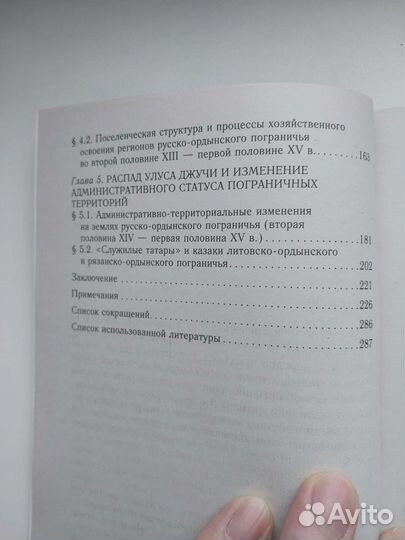 § 4.2. Поселенческая структура и процессы хозяйственного
освоения регионов русско-ордынского пограничья
во второй половине XIII — первой половине XV в. 163
Глава 5. РАСПАД УЛУСА ДЖУЧИ И ИЗМЕНЕНИЕ
АДМИНИСТРАТИВНОГО СТАТУСА ПОГРАНИЧНЫХ
ТЕРРИТОРИЙ
§ 5.1. Административно-территориальные изменения
на землях русско-ордынского пограничья (вторая
половина XIV — первая половина XV в.) 181
§ 5.2. «Служилые татары» и казаки литовско-ордынского
и рязанско-ордынского пограничья 202
Заключение 221
Примечания 226
Список сокращений 286
Список использованной литературы 287
Avito